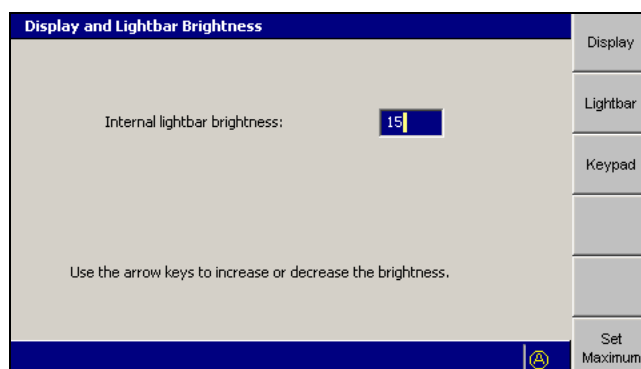 Display and Lightbar Brightness
Display
Lightbar
Internal lightbar brightness:
15
Keypad
Use the arrow keys to increase or decrease the brightness.
Set
Maximum
A